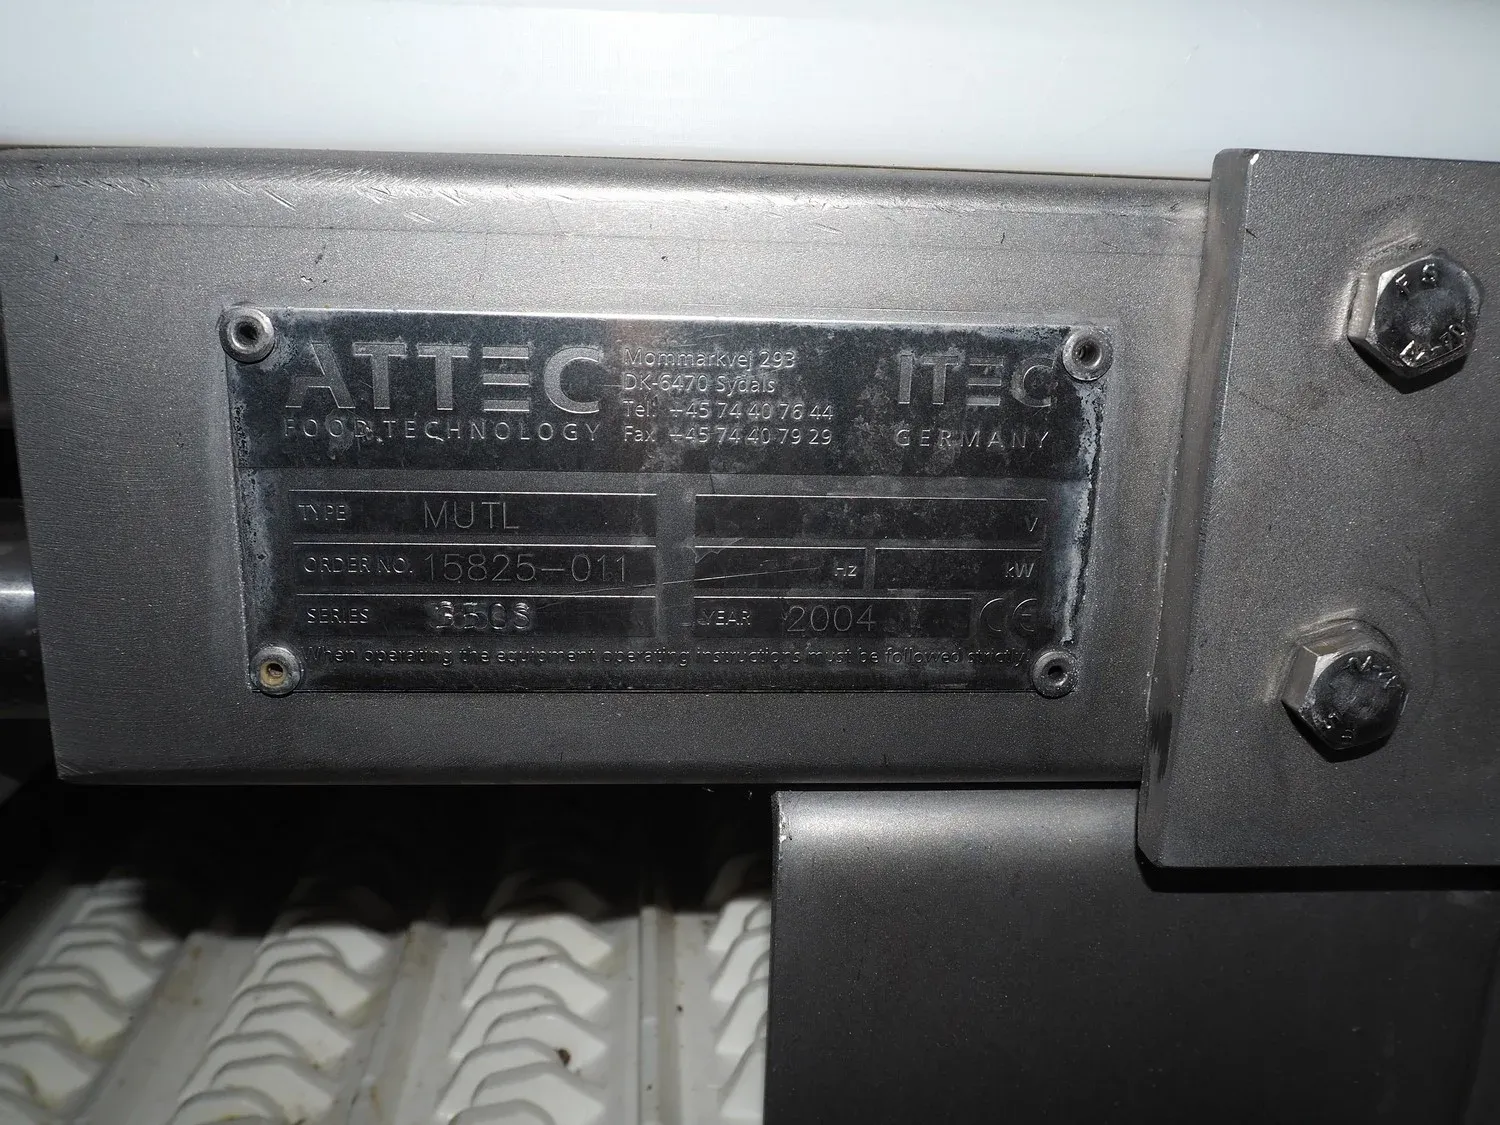 ATTEC
FOOD TECHNOLOGY
Mommarkvej 293
DK-6470 Sydals
Tel: +45 74 40 76 44
Fax +45 74 40 79 29
ITEC
GERMANY
TYPE MUTL
ORDER NO. 15825-011
SERIES
V
Hz kW
YEAR 2004 CE
When operating the equipment operating instructions must be followed strictly